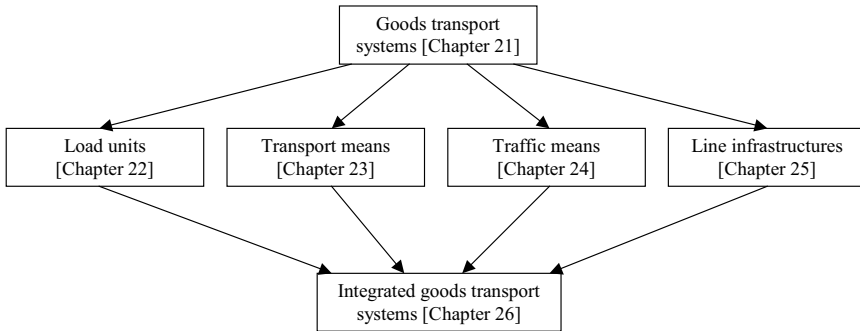 Goods transport
systems [Chapter 21]
Load units
[Chapter 22]
Transport means
[Chapter 23]
Traffic means
[Chapter 24]
Line infrastructures
[Chapter 25]
Integrated goods transport
systems [Chapter 26]